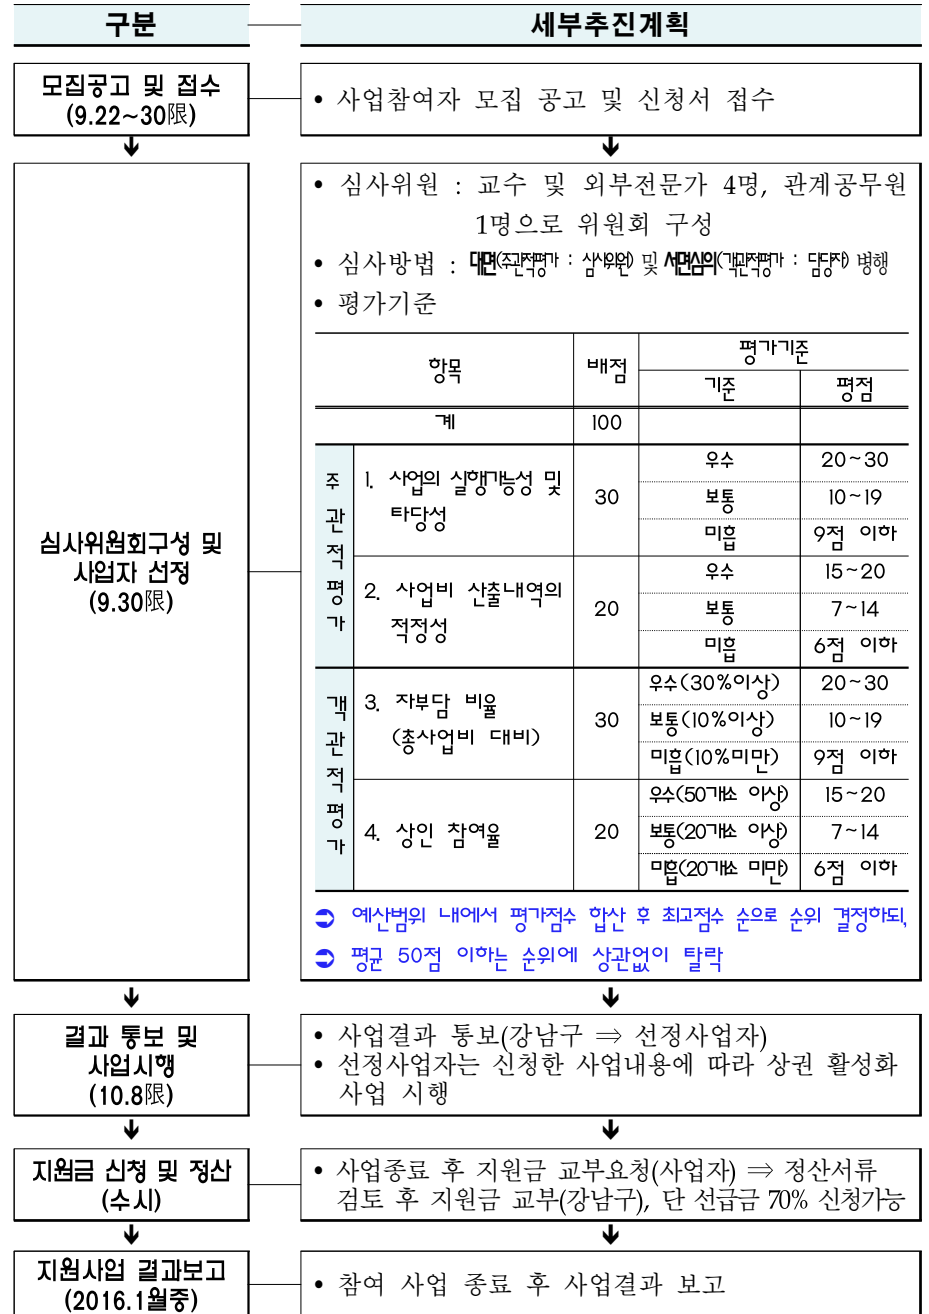 구분
세부추진계획
모집공고 및 접수
(9.22~30限)
• 사업참여자 모집 공고 및 신청서 접수
심사위원회구성 및
사업자 선정
(9.30限)
• 심사위원 : 교수 및 외부전문가 4명, 관계공무원
1명으로 위원회 구성
• 심사방법 : 대면(주관적평가 : 심사위원) 및 서면심의(객관적평가 : 담당자) 병행
• 평가기준
항목 배점 평가기준
기준 평점
계 100
주관적평가
1. 사업의 실행가능성 및
타당성
30
우수 20~30
보통 10~19
미흡 9점 이하
2. 사업비 산출내역의
적정성
20
우수 15~20
보통 7~14
미흡 6점 이하
객관적평가
3. 자부담 비율
(총사업비 대비)
30
우수(30%이상) 20~30
보통(10%이상) 10~19
미흡(10%미만) 9점 이하
4. 상인 참여율
20
우수(50개소 이상) 15~20
보통(20개소 이상) 7~14
미흡(20개소 미만) 6점 이하
➲ 예산범위 내에서 평가점수 합산 후 최고점수 순으로 순위 결정하되,
➲ 평균 50점 이하는 순위에 상관없이 탈락
결과 통보 및
사업시행
(10.8限)
• 사업결과 통보(강남구 ⇒ 선정사업자)
• 선정사업자는 신청한 사업내용에 따라 상권 활성화
사업 시행
지원금 신청 및 정산
(수시)
• 사업종료 후 지원금 교부요청(사업자) ⇒ 정산서류
검토 후 지원금 교부(강남구), 단 선급금 70% 신청가능
지원사업 결과보고
(2016.1월중)
• 참여 사업 종료 후 사업결과 보고